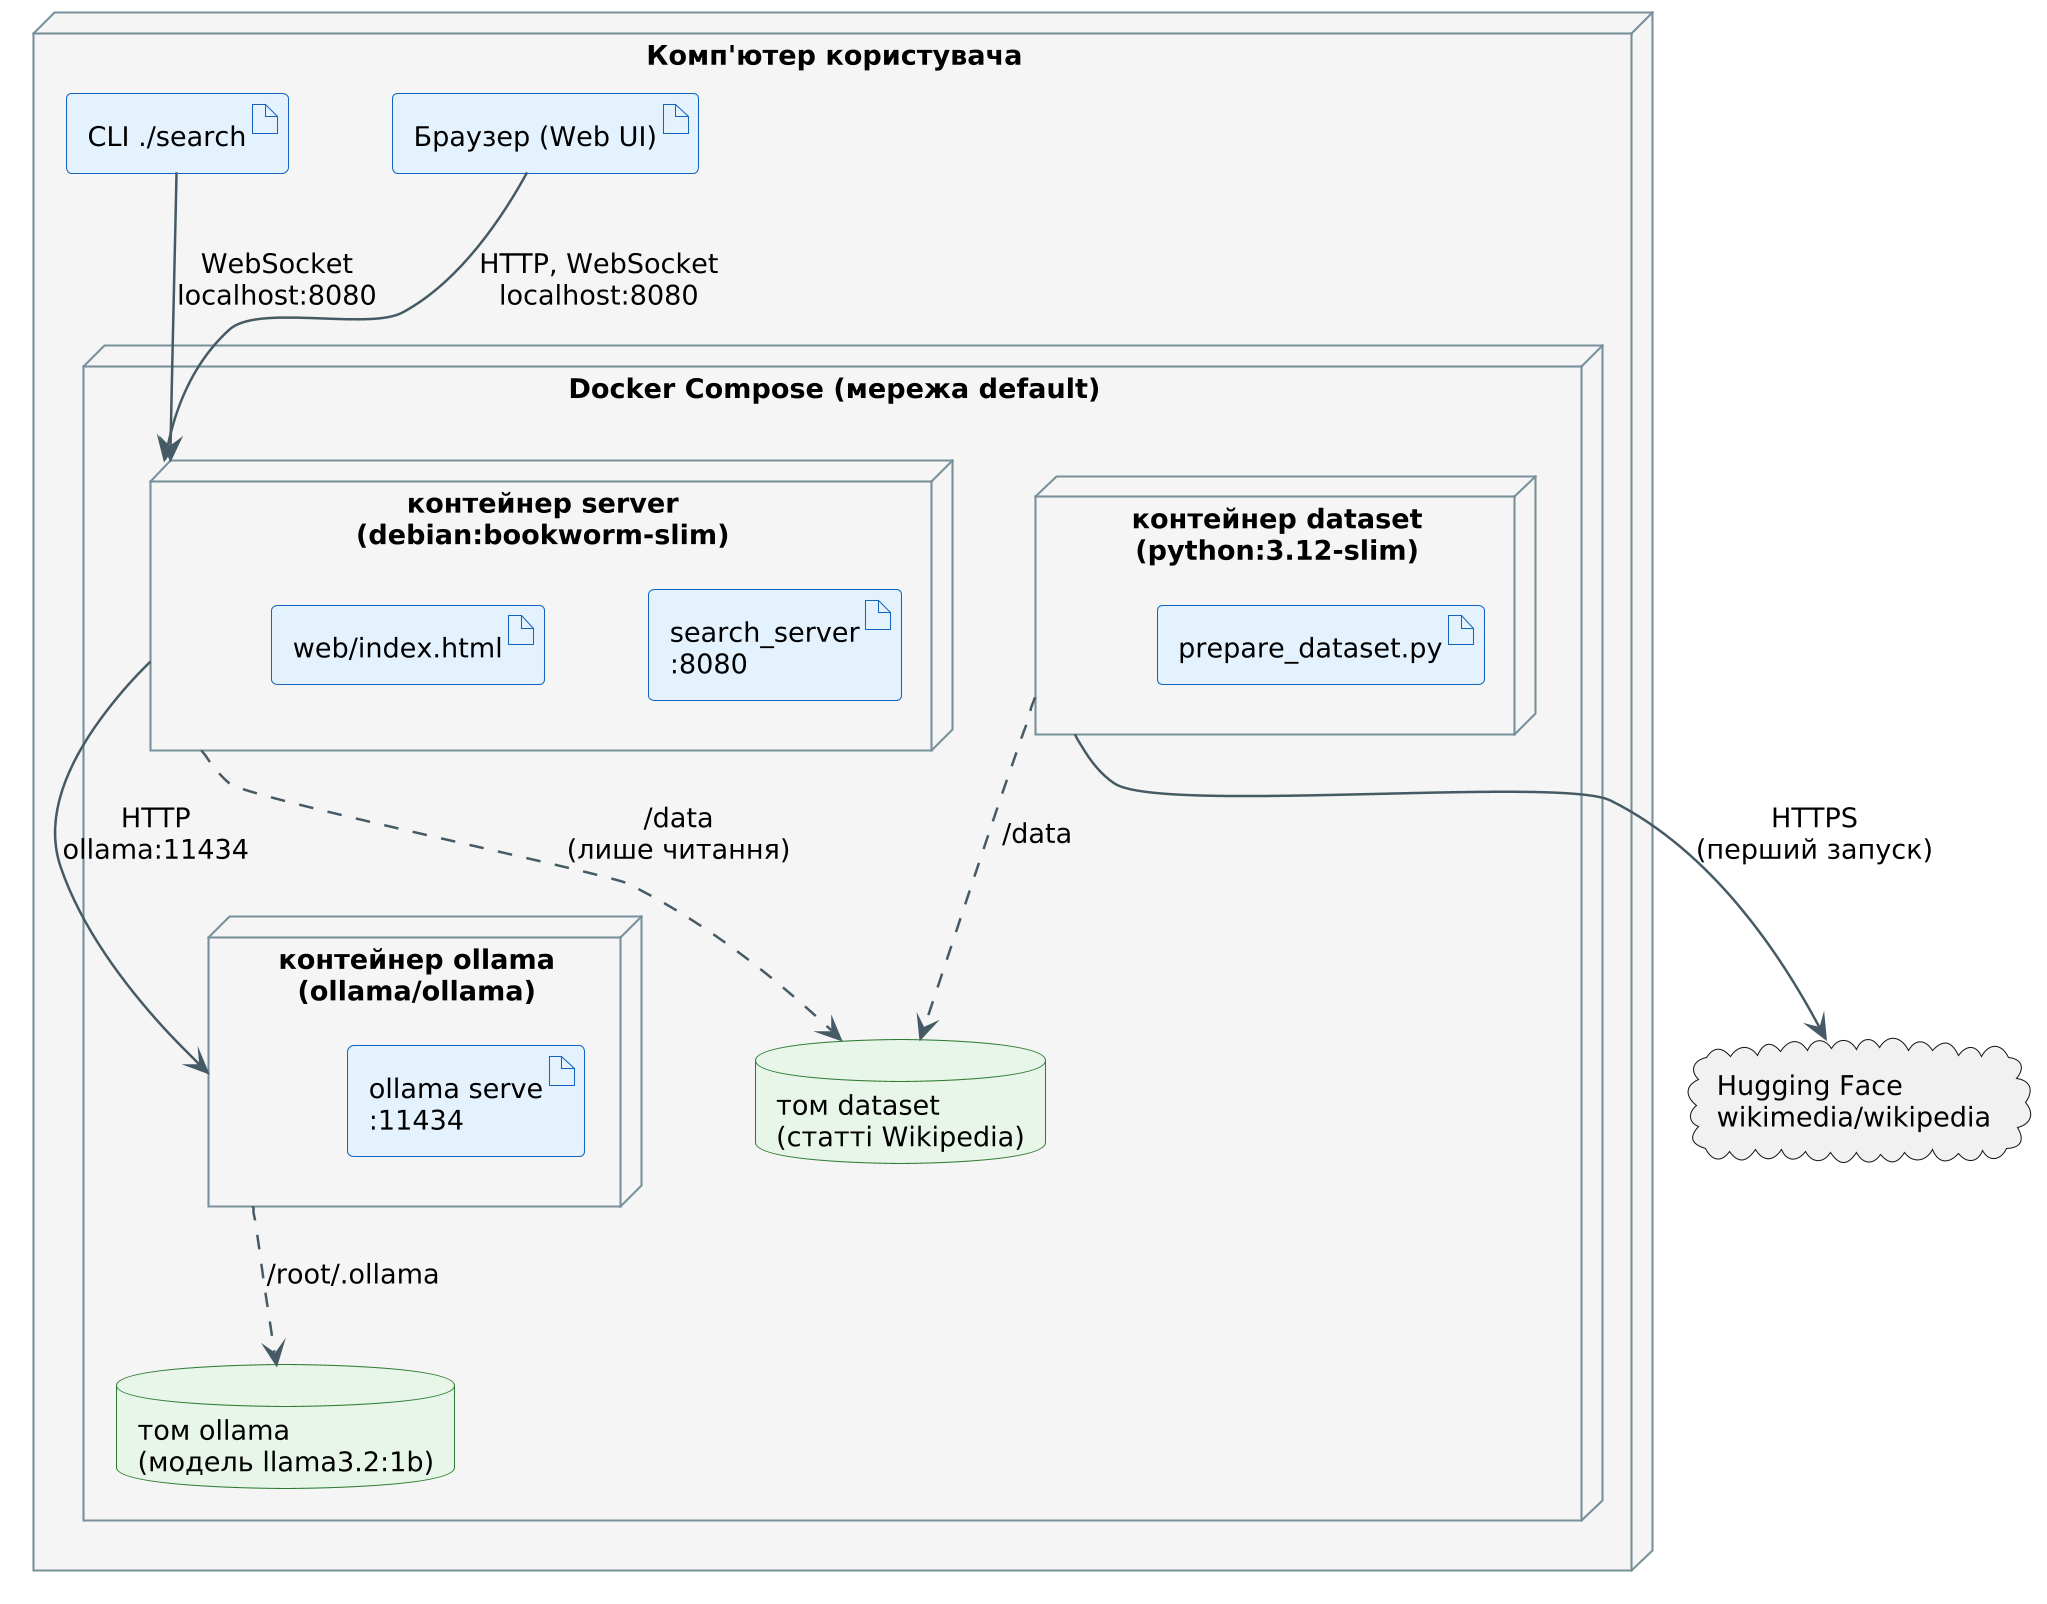 Комп'ютер користувача
CLI ./search
Браузер (Web UI)
WebSocket
localhost:8080
HTTP, WebSocket
localhost:8080
Docker Compose (мережа default)
контейнер server
(debian:bookworm-slim)
web/index.html
search_server
:8080
контейнер dataset
(python:3.12-slim)
prepare_dataset.py
HTTP
ollama:11434
/data
(лише читання)
/data
HTTPS
(перший запуск)
контейнер ollama
(ollama/ollama)
ollama serve
:11434
том dataset
(статті Wikipedia)
Hugging Face
wikimedia/wikipedia
/root/.ollama
том ollama
(модель llama3.2:1b)